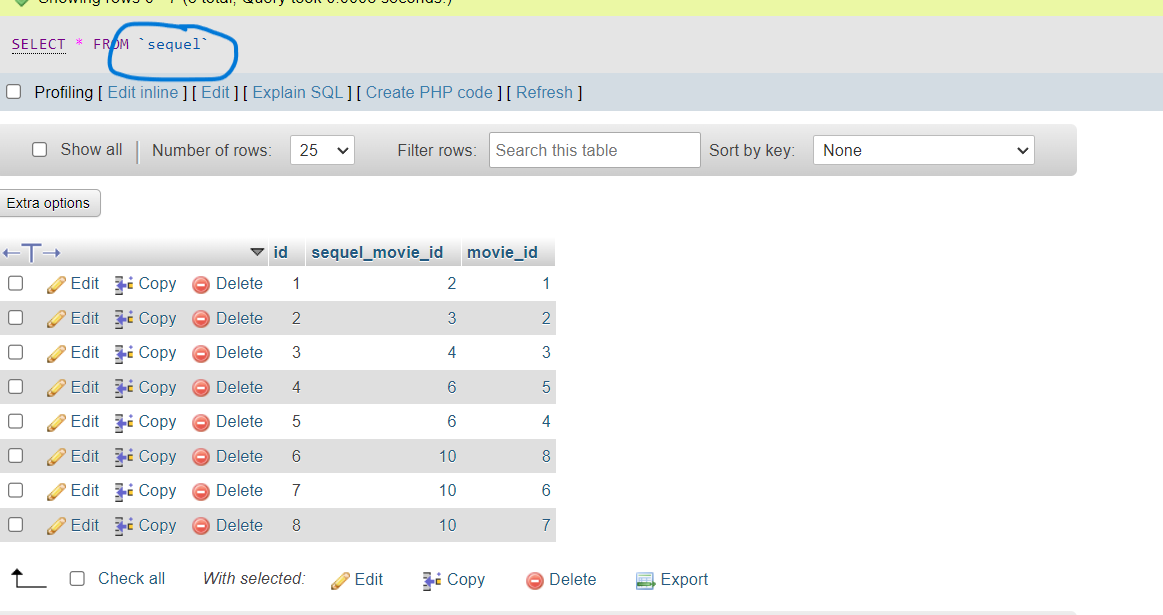 Showing rows 0 - 7 (8 total, Query took 0.0006 seconds.)
SELECT * FROM `sequel`
Profiling [ Edit inline ] [ Edit ] [ Explain SQL ] [ Create PHP code ] [ Refresh ]
Show all Number of rows: 25 Filter rows: Search this table Sort by key: None
Extra options
id sequel_movie_id movie_id
Edit Copy Delete 1 2 1
Edit Copy Delete 2 3 2
Edit Copy Delete 3 4 3
Edit Copy Delete 4 6 5
Edit Copy Delete 5 6 4
Edit Copy Delete 6 10 8
Edit Copy Delete 7 10 6
Edit Copy Delete 8 10 7
Check all With selected: Edit Copy Delete Export